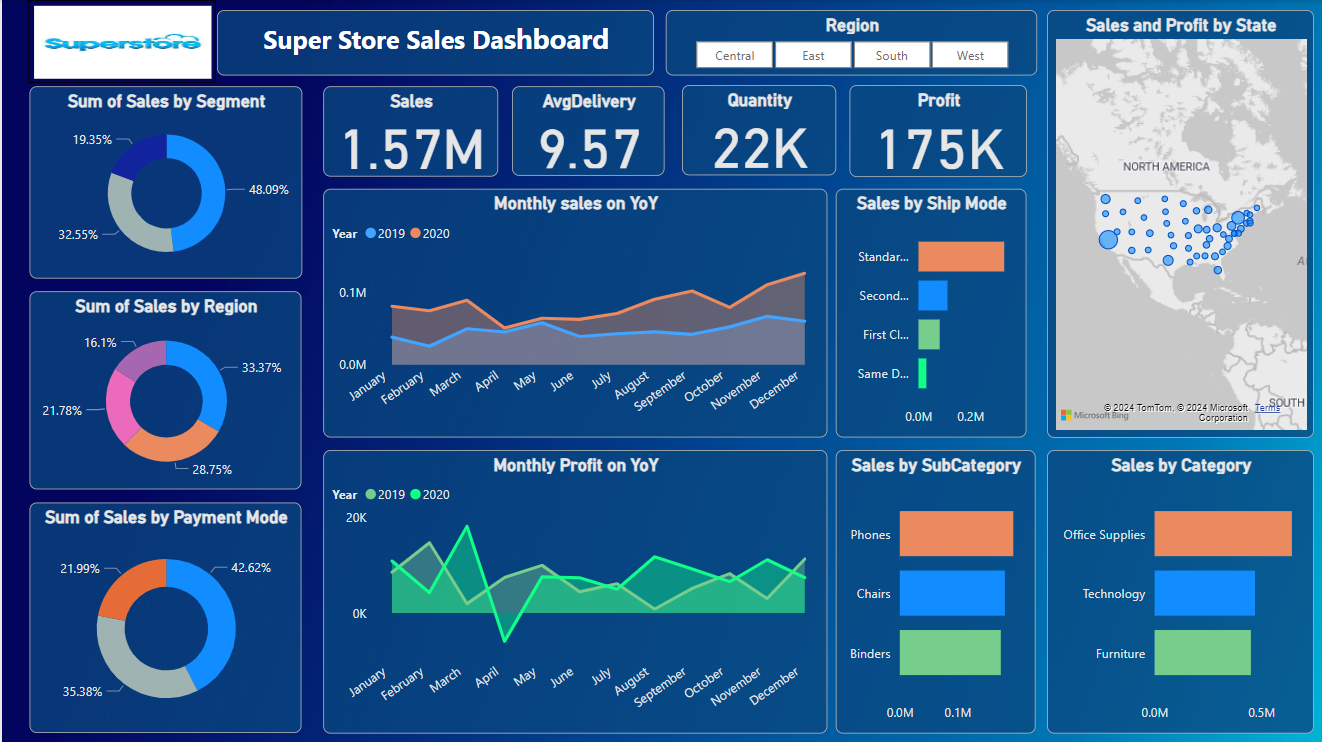 Superstore
Super Store Sales Dashboard
Region
Central
East
South
West
Sales and Profit by State
NORTH AMERICA
© 2024 TomTom, © 2024 Microsoft Corporation
Terms
Microsoft Bing
A
SOUTH
Sum of Sales by Segment
19.35%
48.09%
32.55%
Sales
1.57M
AvgDelivery
9.57
Quantity
22K
Profit
175K
Monthly sales on YoY
Year 2019 2020
0.1M
0.0M
January
February
March
April
May
June
July
August
September
October
November
December
Sales by Ship Mode
Standar...
Second...
First Cl...
Same D...
0.0M 0.2M
Sum of Sales by Region
16.1%
33.37%
21.78%
28.75%
Sum of Sales by Payment Mode
21.99%
42.62%
35.38%
Monthly Profit on YoY
Year 2019 2020
20K
0K
January
February
March
April
May
June
July
August
September
October
November
December
Sales by SubCategory
Phones
Chairs
Binders
0.0M 0.1M
Sales by Category
Office Supplies
Technology
Furniture
0.0M 0.5M